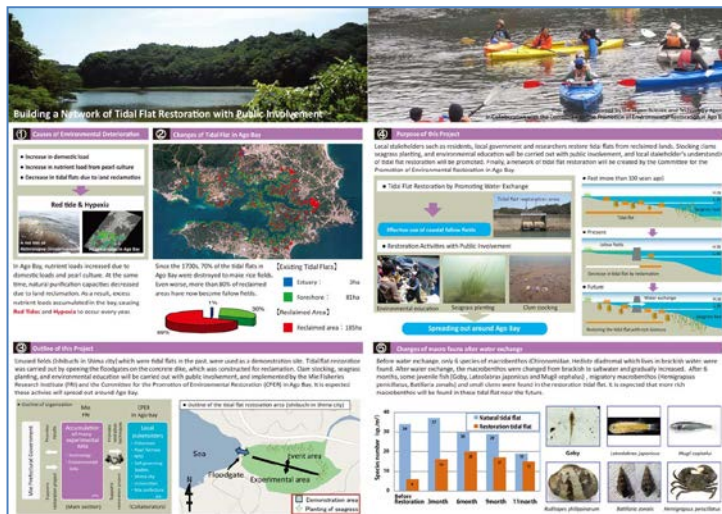 Building a Network of Tidal Flat Restoration with Public Involvement
① Causes of Environmental Deterioration
• Increase in domestic load
• Increase in nutrient load from pearl culture
• Decrease in tidal flats due to land reclamation
Red tide & Hypoxia
In Ago Bay, nutrient loads increased due to
domestic loads and pearl culture. At the same
time, natural purification capacities decreased
due to land reclamation. As a result, excess
nutrient loads accumulated in the bay, causing
Red Tides and Hypoxia to occur every year.
② Changes of Tidal Flat in Ago Bay
Since the 1700s, 70% of the tidal flats in
Ago Bay were destroyed to make rice fields.
Even worse, more than 80% of reclaimed
areas have now become fallow fields.
1%
30%
69%
【Existing Tidal Flats】
Estuary : 3ha
Foreshore : 81ha
【Reclaimed Area】
Reclaimed area : 185ha
③ Outline of this Project
Unused fields (Ishibuchi in Shima city) which were tidal flats in the past, were used as a demonstration site. Tidal flat restoration
was carried out by opening the floodgates on the concrete dike, which was constructed for reclamation. Clam stocking, seagrass
planting, and environmental education will be carried out with public involvement, and implemented by the Mie Fisheries
Research Institute (FRI) and the Committee for the Promotion of Environmental Restoration (CPER) in Ago Bay. It is expected
these activies will spread out around Ago Bay.
Mie Prefectural Government
Mie
FRI
CPER
in Ago Bay
Local stakeholders
(Main section)
(Collaborators)
• Outline of the tidal flat restoration area (Ishibuchi in Shima city)
Sea
Floodgate
Event area
Experimental area
N
Demonstration area
Planting of seagrass
④ Purpose of this Project
Local stakeholders such as residents, local government and researchers restore tidal flats from reclaimed lands. Stocking clams
seagrass planting, and environmental education will be carried out with public involvement, and local stakeholder's understanding
of tidal flat restoration will be promoted. Finally, a network of tidal flat restoration will be created by the Committee for the
Promotion of Environmental Restoration in Ago Bay.
• Tidal Flat Restoration by Promoting Water Exchange
Tidal flat restoration area
Effective use of coastal fallow fields
• Restoration Activities with Public Involvement
Environmental education
Seagrass planting
Clam stocking
Spreading out around Ago Bay
• Past (more than 100 years ago)
Tidal flat
Seagrass
• Present
Decrease in tidal flat by reclamation
• Future
Water exchange
⑤ Changes of macro fauna after water exchange
Before water exchange, only 6 species of macrobenthos (Chironomidae, Hediste diadroma) which lives in brackish water were
found. After water exchange, the macrobenthos were changed from brackish to saltwater and gradually increased. After 6
months, some juvenile fish (Goby, Lateolabrax japonicus and Mugil cephalus), migratory macrobenthos (Hemigrapsus
penicillatus, Batillaria zonalis) and small clams were found in the restoration tidal flat. It is expected that more rich
macrobenthos will be found in these tidal flat near the future.
Natural tidal flat
Restoration tidal flat
Before
Restoration
3month
6month
9month
11month
Goby
Lateolabrax japonicus
Mugil cephalus
Ruditapes philippinarum
Batillaria zonalis
Hemigrapsus penicillatus